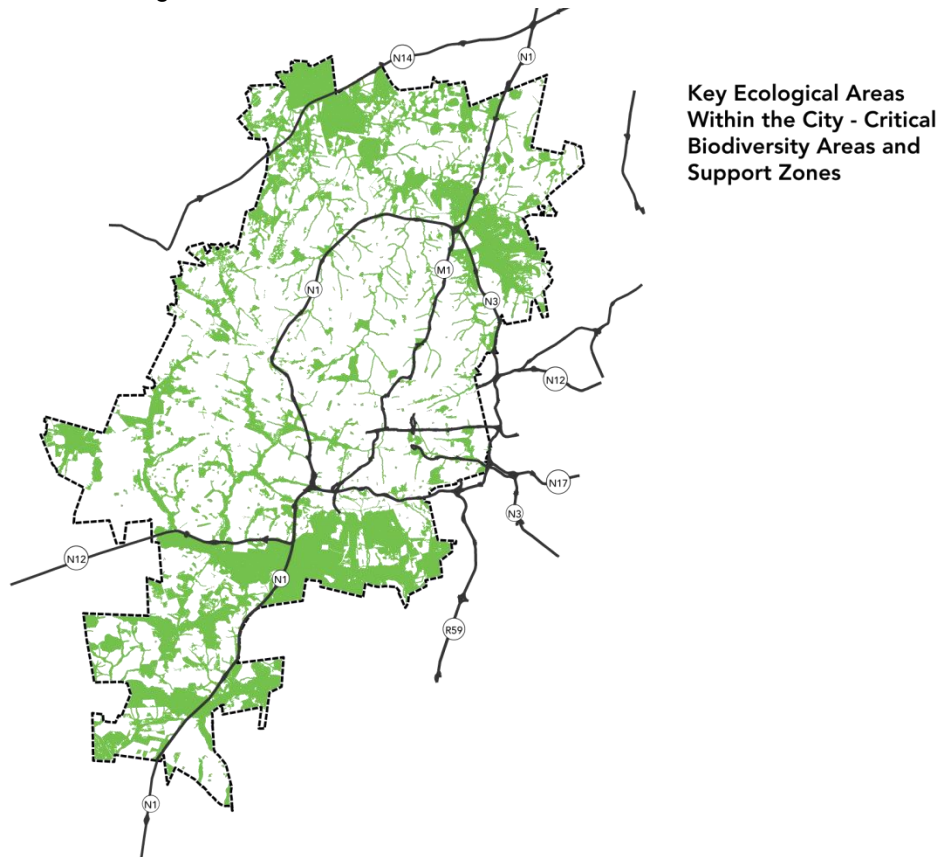 N14
N1
Key Ecological Areas
Within the City - Critical
Biodiversity Areas and
Support Zones
M1
N1
N3
N12
N17
N3
N12
N1
R59
N1